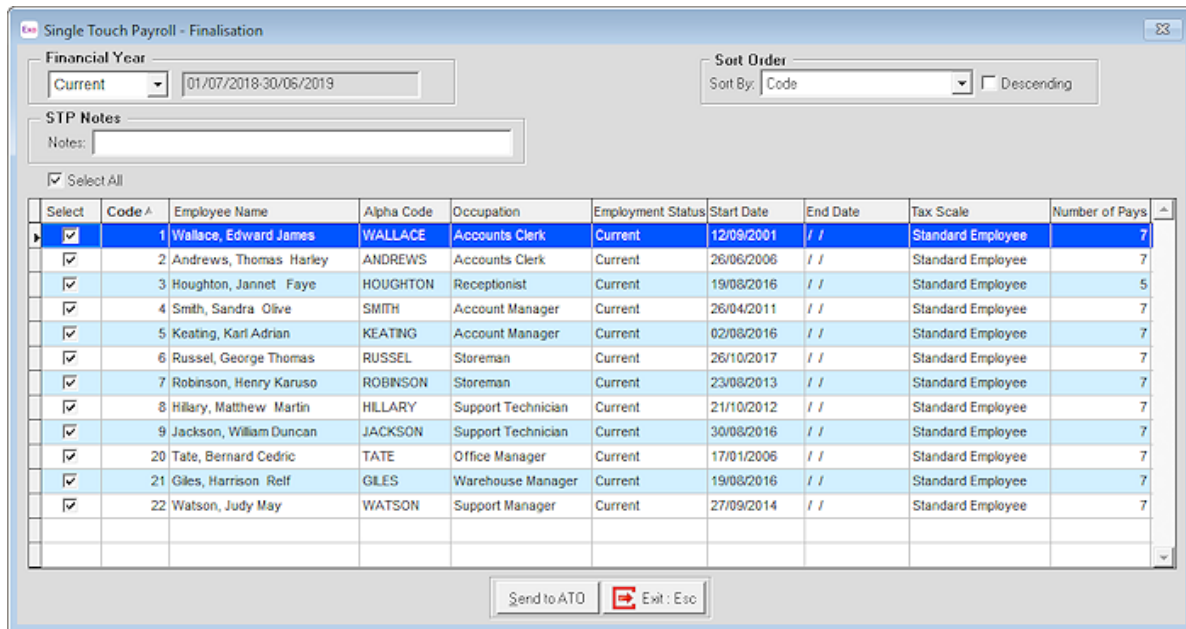 Exo Single Touch Payroll - Finalisation
Financial Year
Sort Order
Current 01/07/2018-30/06/2019
Sort By: Code Descending
STP Notes
Notes:
Select All
Select Code Employee Name Alpha Code Occupation Employment Status Start Date End Date Tax Scale Number of Pays
1 Wallace, Edward James WALLACE Accounts Clerk Current 12/09/2001 / / Standard Employee 7
2 Andrews, Thomas Harley ANDREWS Accounts Clerk Current 26/06/2006 / / Standard Employee 7
3 Houghton, Jannet Faye HOUGHTON Receptionist Current 19/08/2016 / / Standard Employee 5
4 Smith, Sandra Olive SMITH Account Manager Current 26/04/2011 / / Standard Employee 7
5 Keating, Karl Adrian KEATING Account Manager Current 02/08/2016 / / Standard Employee 7
6 Russel, George Thomas RUSSEL Storeman Current 26/10/2017 / / Standard Employee 7
7 Robinson, Henry Karuso ROBINSON Storeman Current 23/08/2013 / / Standard Employee 7
8 Hillary, Matthew Martin HILLARY Support Technician Current 21/10/2012 / / Standard Employee 7
9 Jackson, William Duncan JACKSON Support Technician Current 30/08/2016 / / Standard Employee 7
20 Tate, Bernard Cedric TATE Office Manager Current 17/01/2006 / / Standard Employee 7
21 Giles, Harrison Relf GILES Warehouse Manager Current 19/08/2016 / / Standard Employee 7
22 Watson, Judy May WATSON Support Manager Current 27/09/2014 / / Standard Employee 7
Send to ATO Exit : Esc